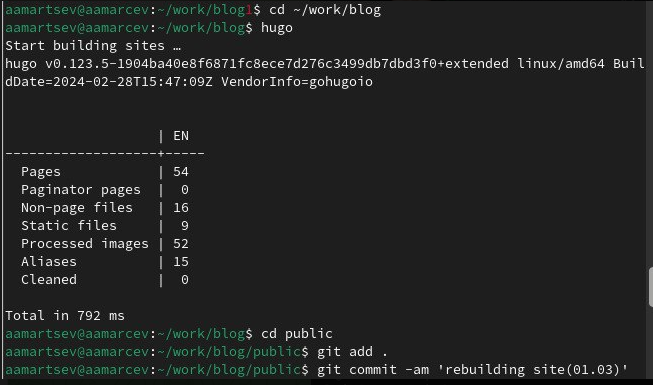 aamartsev@aamarcev:~/work/blog1$ cd ~/work/blog
aamartsev@aamarcev:~/work/blog$ hugo
Start building sites …
hugo v0.123.5-1904ba40e8f6871fc8ece7d276c3499db7dbd3f0+extended linux/amd64 Buil
dDate=2024-02-28T15:47:09Z VendorInfo=gohugoio
                   | EN
-------------------+-----
  Pages            | 54
  Paginator pages  |  0
  Non-page files   | 16
  Static files     |  9
  Processed images | 52
  Aliases          | 15
  Cleaned          |  0
Total in 792 ms
aamartsev@aamarcev:~/work/blog$ cd public
aamartsev@aamarcev:~/work/blog/public$ git add .
aamartsev@aamarcev:~/work/blog/public$ git commit -am 'rebuilding site(01.03)'